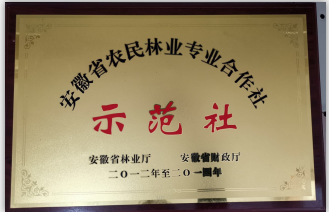 安徽省农民林业专业合作社
示范社
安徽省林业厅 安徽省财政厅
二〇一二年至二〇一四年